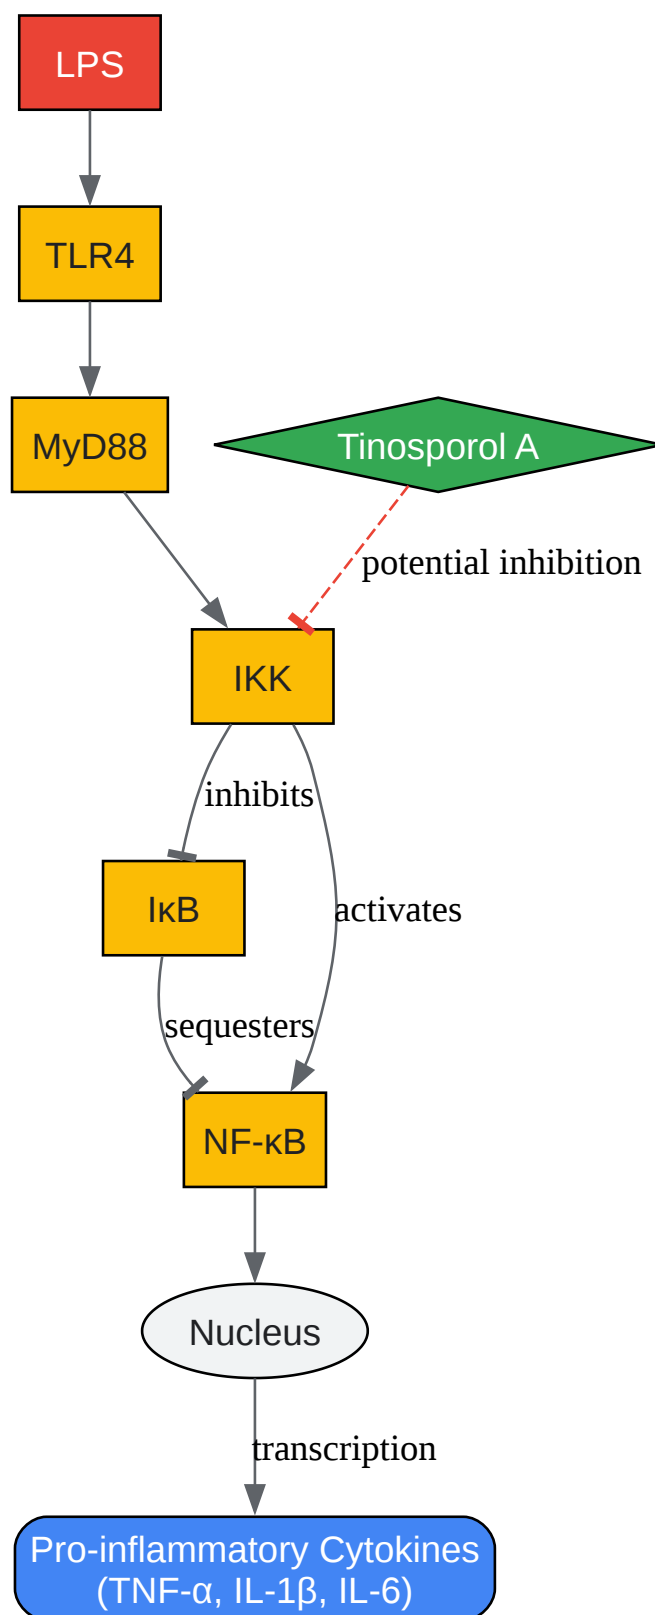 LPS
TLR4
MyD88
Tinosporol A
potential inhibition
IKK
inhibits
IκB
activates
sequesters
NF-κB
Nucleus
transcription
Pro-inflammatory Cytokines
(TNF-α, IL-1β, IL-6)